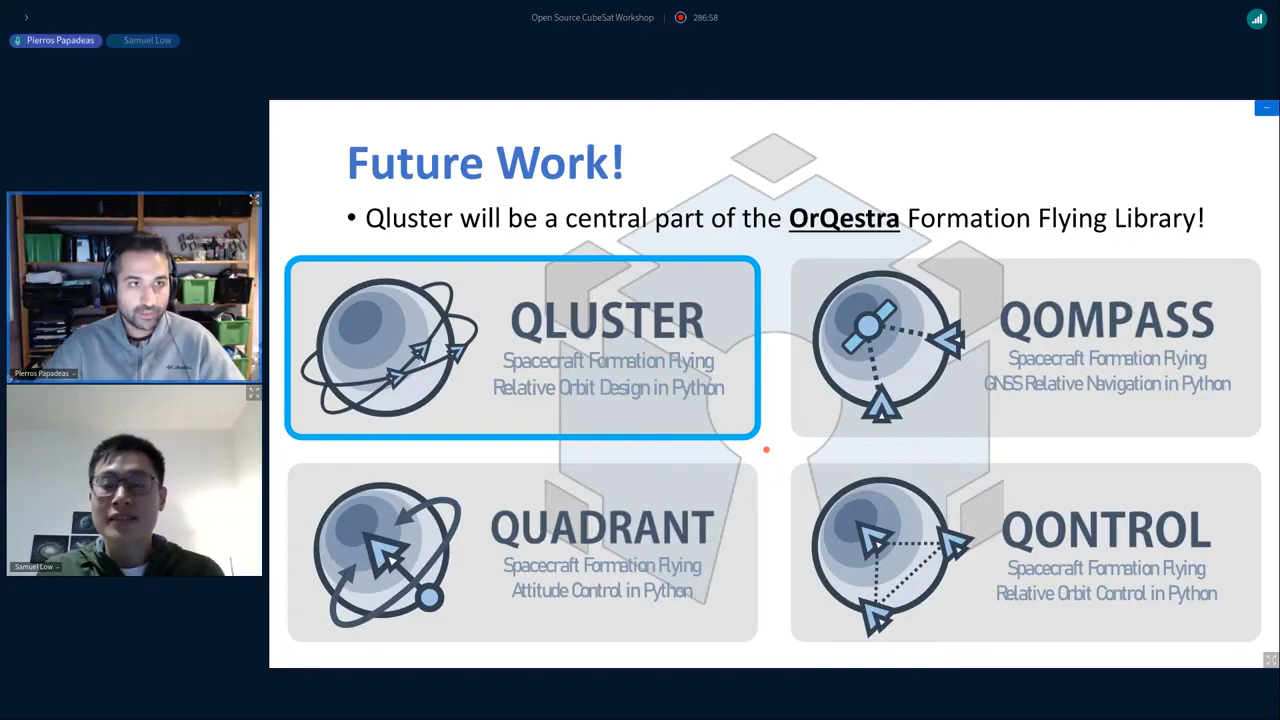 Open Source CubeSat Workshop
286:58
Pierros Papadeas
Samuel Low
Future Work!
• Qluster will be a central part of the OrQestra Formation Flying Library!
QLUSTER
Spacecraft Formation Flying
Relative Orbit Design in Python
QOMPASS
Spacecraft Formation Flying
GNSS Relative Navigation in Python
QUADRANT
Spacecraft Formation Flying
Attitude Control in Python
QONTROL
Spacecraft Formation Flying
Relative Orbit Control in Python
Pierros Papadeas
Samuel Low